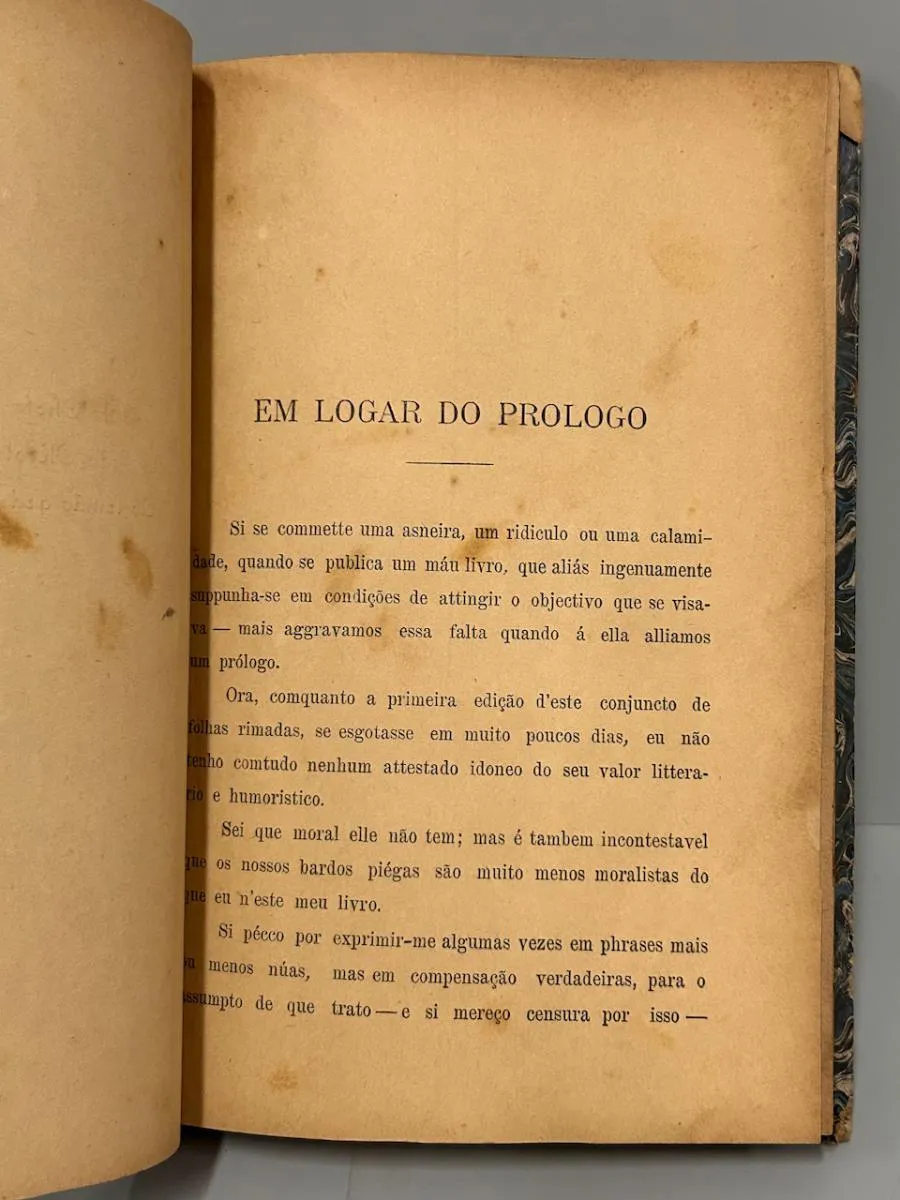 EM LOGAR DO PROLOGO
Si se commette uma asneira, um ridiculo ou uma calami-
dade, quando se publica um máu livro, que aliás ingenuamente
suppunha-se em condições de attingir o objectivo que se visa-
va — mais aggravamos essa falta quando á ella alliamos
um prólogo.
Ora, comquanto a primeira edição d'este conjuncto de
folhas rimadas, se esgotasse em muito poucos dias, eu não
tenho comtudo nenhum attestado idoneo do seu valor littera-
rio e humoristico.
Sei que moral elle não tem; mas é tambem incontestavel
que os nossos bardos piégas são muito menos moralistas do
que eu n'este meu livro.
Si pécco por exprimir-me algumas vezes em phrases mais
ou menos núas, mas em compensação verdadeiras, para o
assumpto de que trato — e si mereço censura por isso —